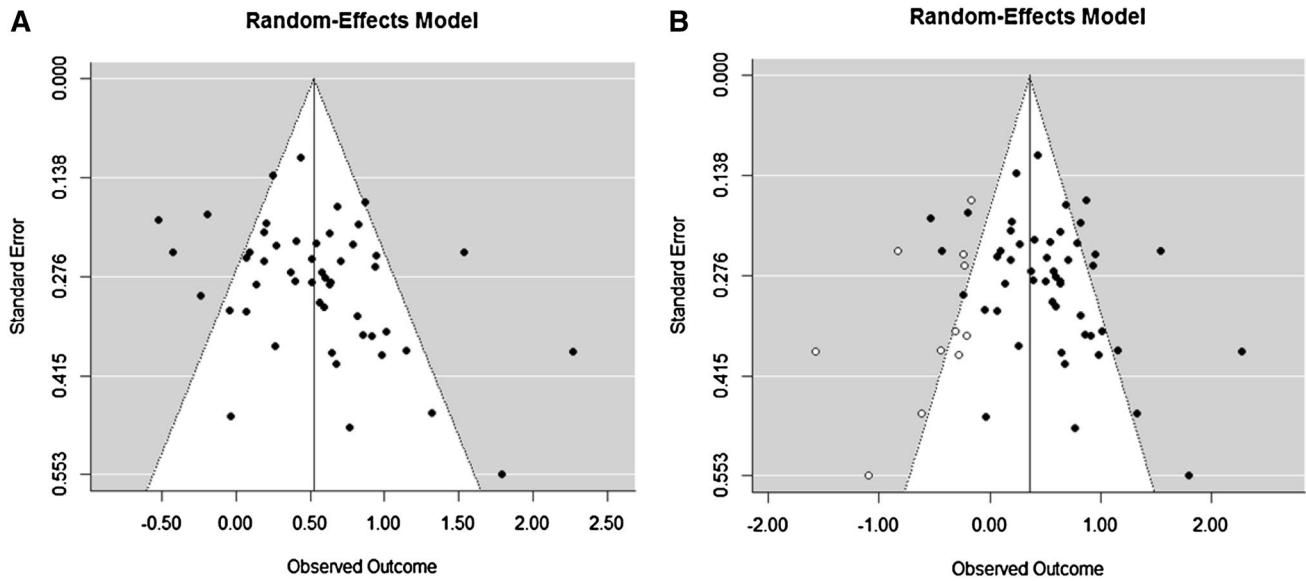 A
Random-Effects Model
Standard Error
0.000
0.138
0.276
0.415
0.553
-0.50 0.00 0.50 1.00 1.50 2.00 2.50
Observed Outcome
B
Random-Effects Model
Standard Error
0.000
0.138
0.276
0.415
0.553
-2.00 -1.00 0.00 1.00 2.00
Observed Outcome